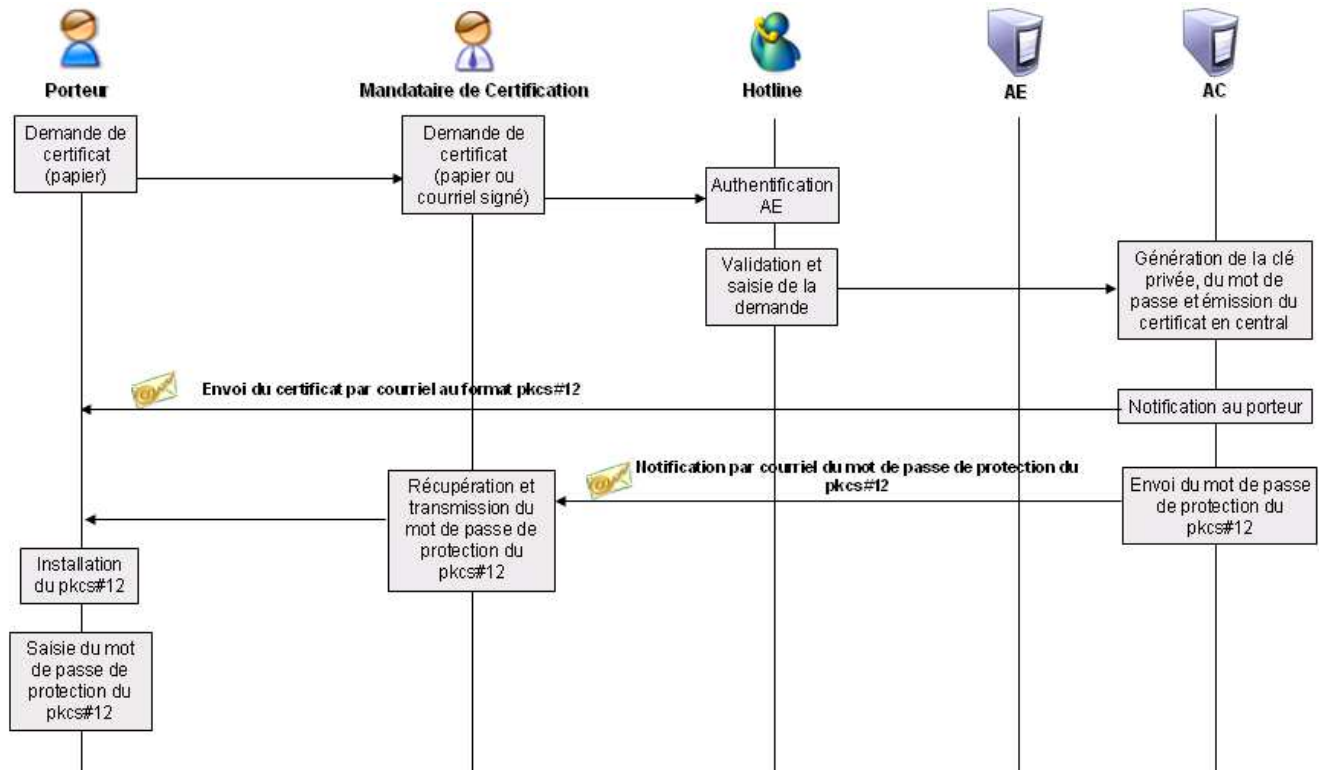 Porteur
Mandataire de Certification
Hotline
AE
AC
Demande de
certificat
(papier)
Demande de
certificat
(papier ou
courriel signé)
Authentification
AE
Validation et
saisie de la
demande
Génération de la clé
privée, du mot de
passe et émission du
certificat en central
Envoi du certificat par courriel au format pkcs#12
Notification au porteur
Notification par courriel du mot de passe de protection du
pkcs#12
Récupération et
transmission du
mot de passe de
protection du
pkcs#12
Envoi du mot de passe
de protection du
pkcs#12
Installation
du pkcs#12
Saisie du mot
de passe de
protection du
pkcs#12